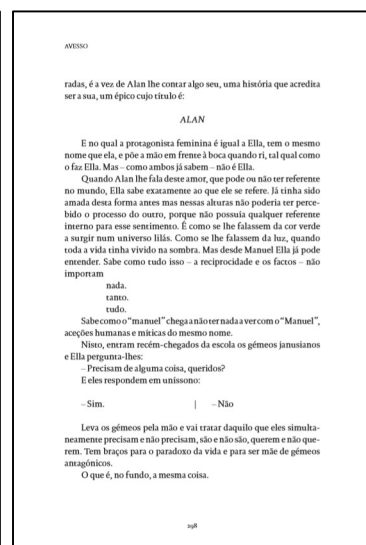 AVESSO
radas, é a vez de Alan lhe contar algo seu, uma história que acredita
ser a sua, um épico cujo título é:
ALAN
E no qual a protagonista feminina é igual a Ella, tem o mesmo
nome que ela, e põe a mão em frente à boca quando ri, tal qual como
o faz Ella. Mas – como ambos já sabem – não é Ella.
Quando Alan lhe fala deste amor, que pode ou não ter referente
no mundo, Ella sabe exatamente ao que ele se refere. Já tinha sido
amada desta forma antes mas nessas alturas não poderia ter perce-
bido o processo do outro, porque não possuía qualquer referente
interno para esse sentimento. É como se lhe falassem da cor verde
a surgir num universo lilás. Como se lhe falassem da luz, quando
toda a vida tinha vivido na sombra. Mas desde Manuel Ella já pode
entender. Sabe como tudo isso – a reciprocidade e os factos – não
importam
nada.
tanto.
tudo.
Sabe como o “manuel” chega a não ter nada a ver com o “Manuel”,
aceções humanas e míticas do mesmo nome.
Nisto, entram recém-chegados da escola os gémeos janusianos
e Ella pergunta-lhes:
– Precisam de alguma coisa, queridos?
E eles respondem em uníssono:
– Sim. | – Não
Leva os gémeos pela mão e vai tratar daquilo que eles simulta-
neamente precisam e não precisam, são e não são, querem e não que-
rem. Tem braços para o paradoxo da vida e para ser mãe de gémeos
antagónicos.
O que é, no fundo, a mesma coisa.
298